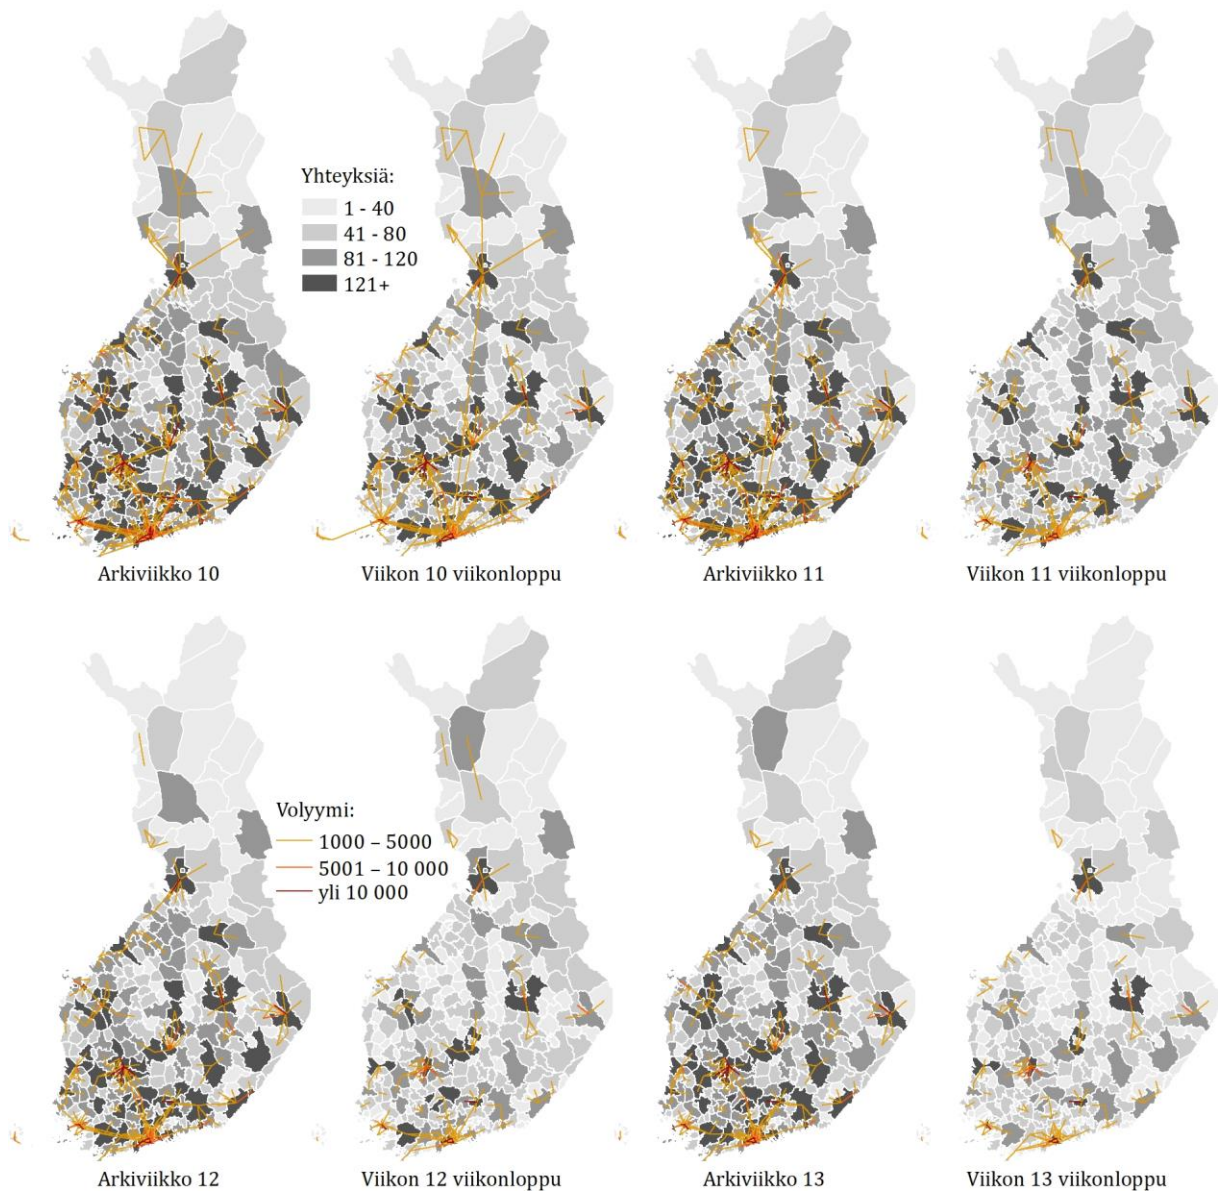 Yhteyksiä:
1 - 40
41 - 80
81 - 120
121+
Arkiviikko 10
Viikon 10 viikonloppu
Arkiviikko 11
Viikon 11 viikonloppu
Volyymi:
1000 – 5000
5001 – 10 000
yli 10 000
Arkiviikko 12
Viikon 12 viikonloppu
Arkiviikko 13
Viikon 13 viikonloppu